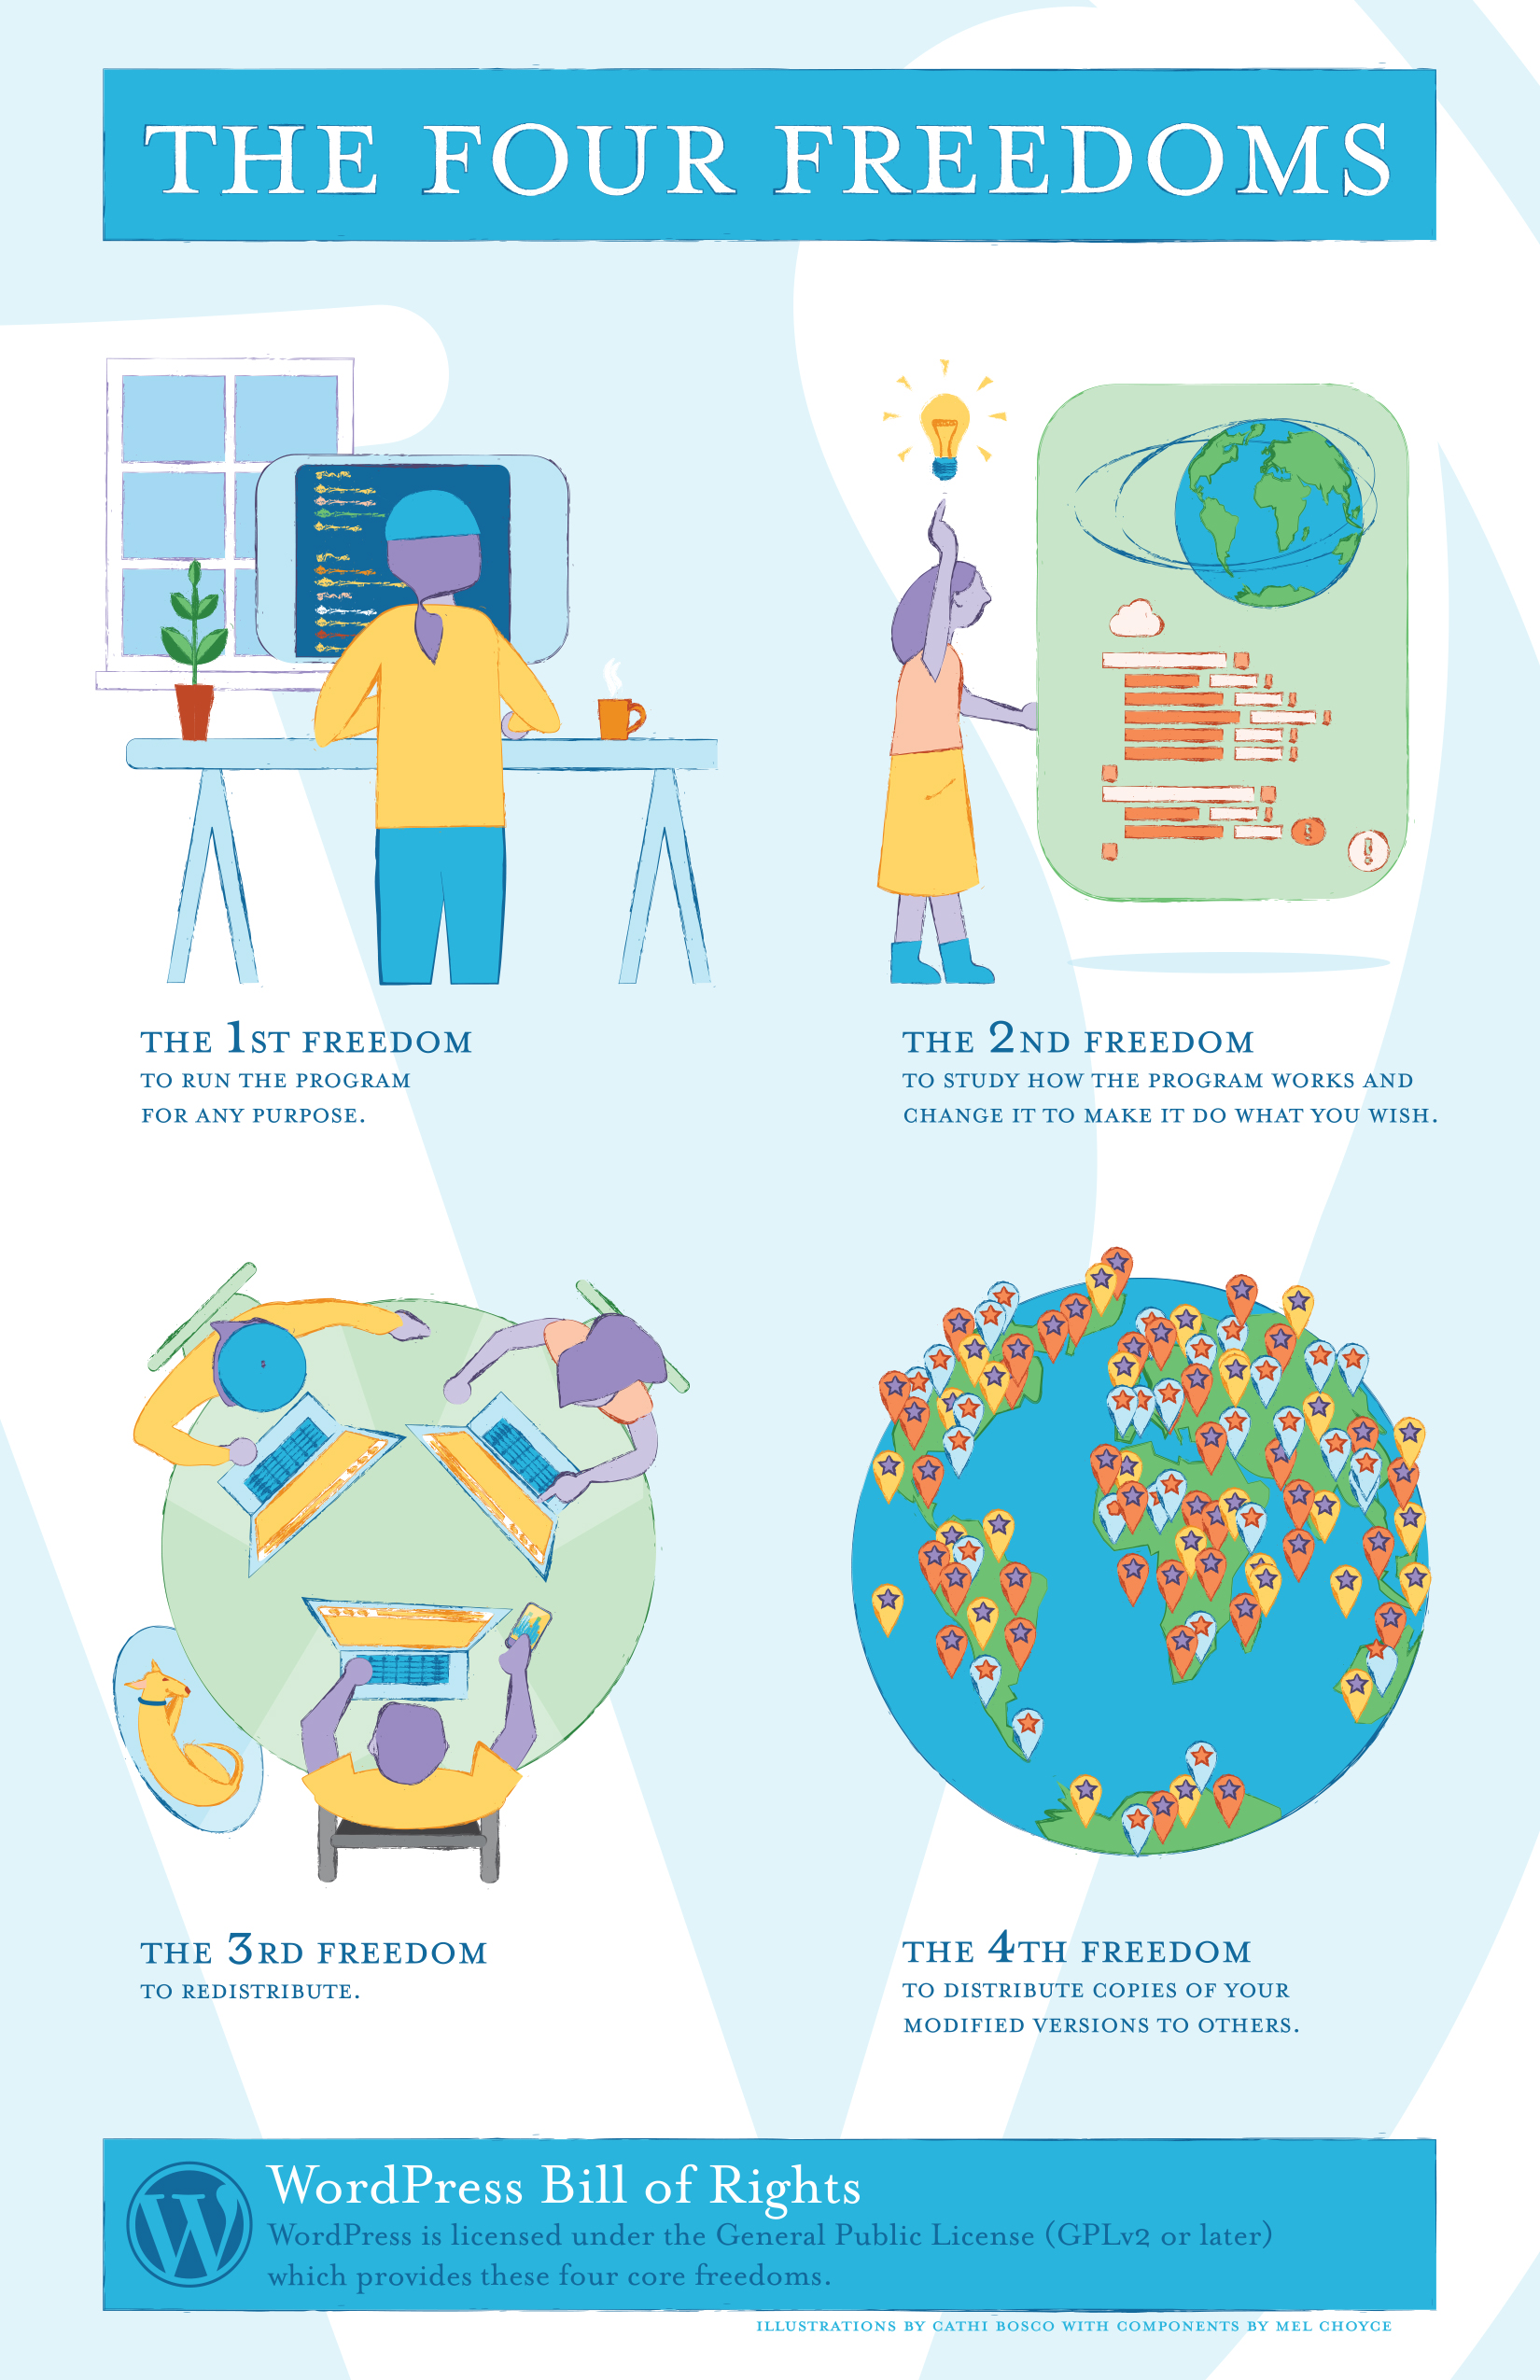 THE FOUR FREEDOMS
THE 1ST FREEDOM
TO RUN THE PROGRAM
FOR ANY PURPOSE.
THE 2ND FREEDOM
TO STUDY HOW THE PROGRAM WORKS AND
CHANGE IT TO MAKE IT DO WHAT YOU WISH.
THE 3RD FREEDOM
TO REDISTRIBUTE.
THE 4TH FREEDOM
TO DISTRIBUTE COPIES OF YOUR
MODIFIED VERSIONS TO OTHERS.
WordPress Bill of Rights
WordPress is licensed under the General Public License (GPLv2 or later)
which provides these four core freedoms.
ILLUSTRATIONS BY CATHI BOSCO WITH COMPONENTS BY MEL CHOYCE